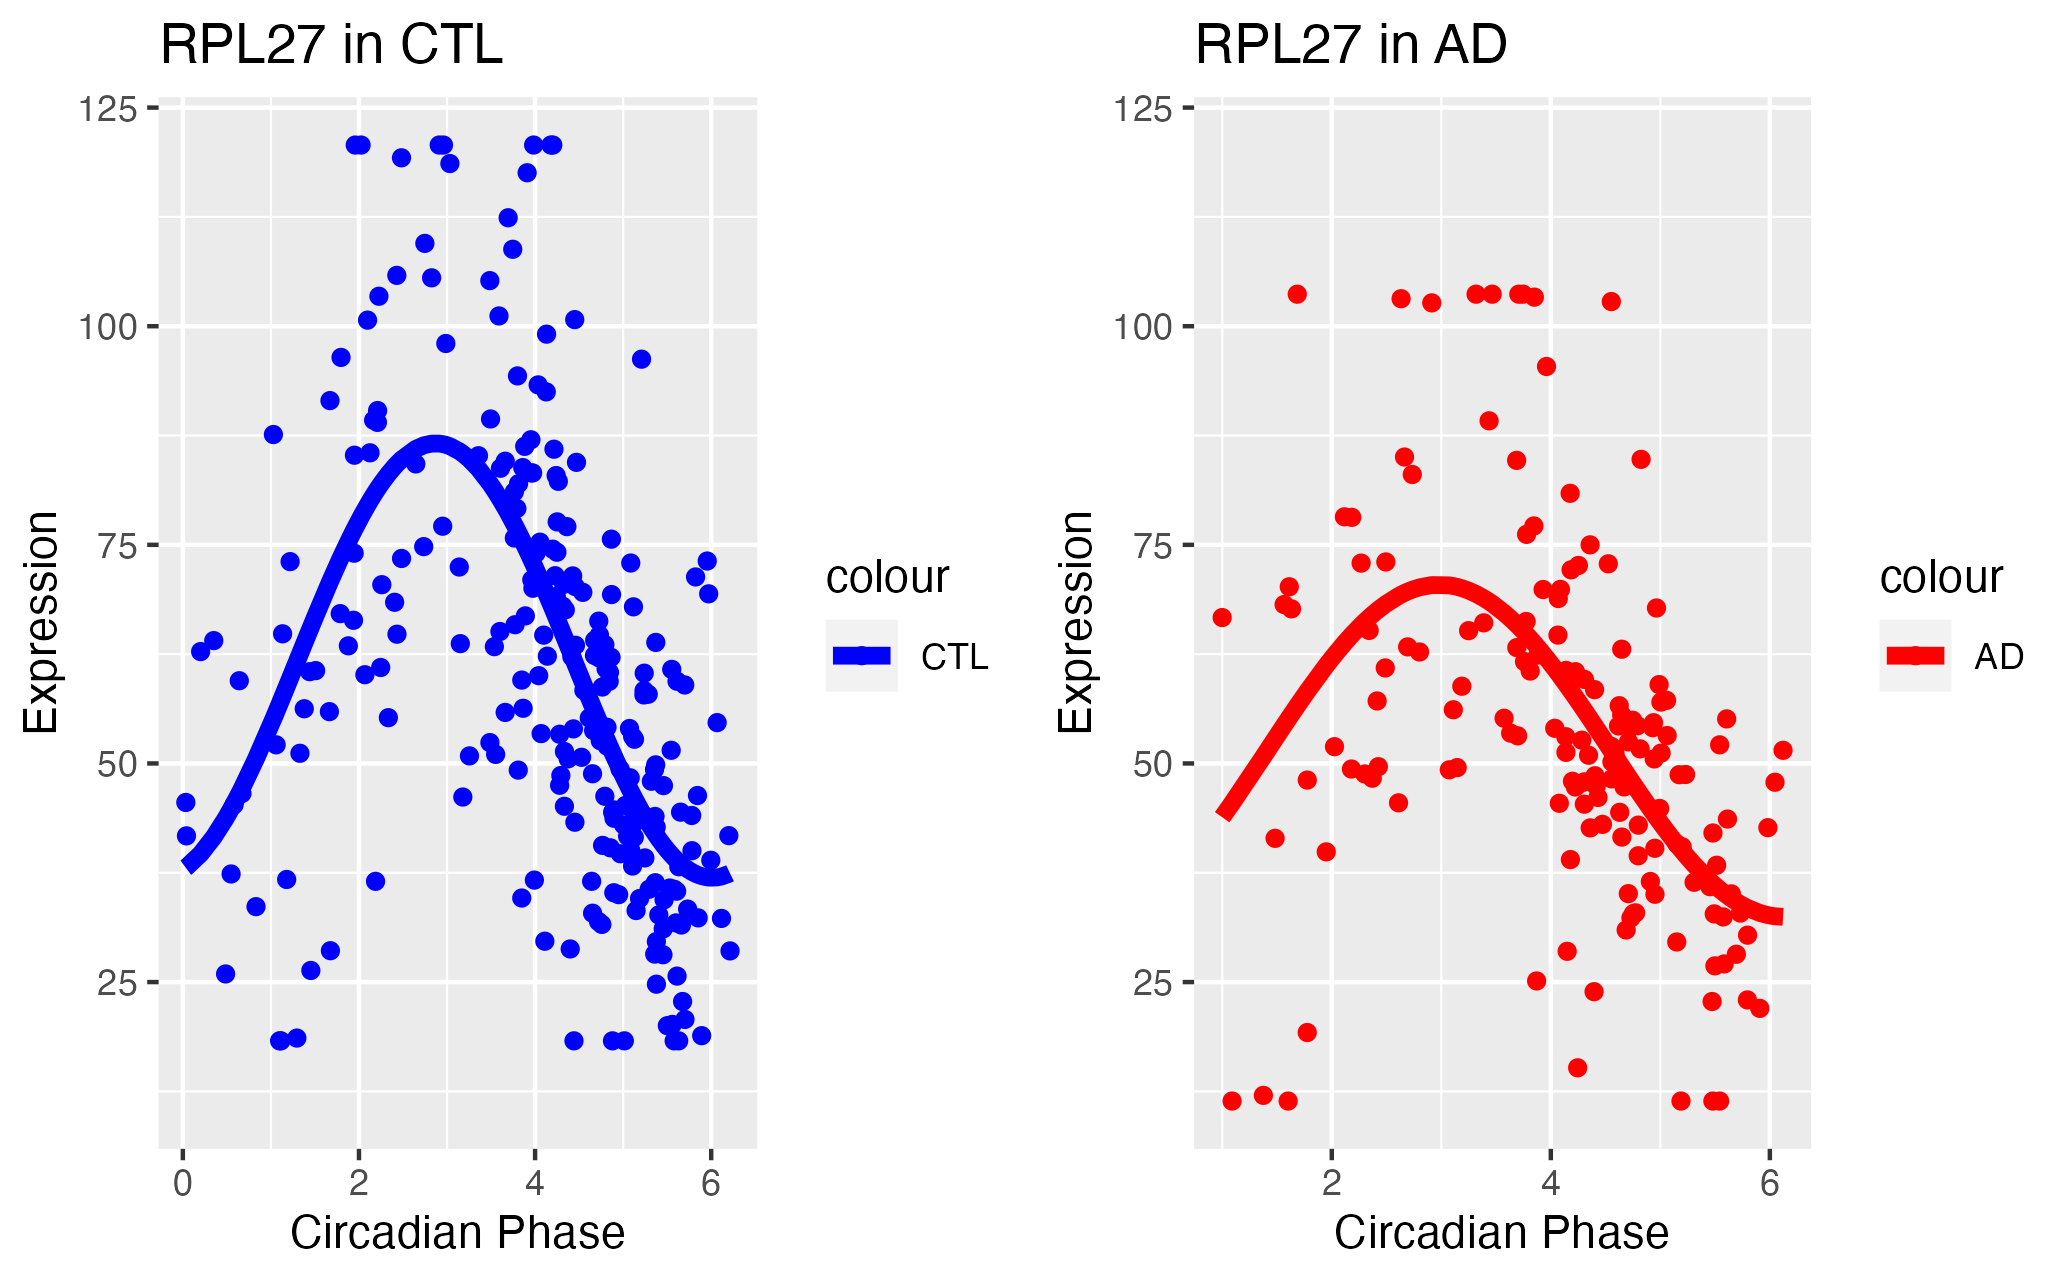 RPL27 in CTL
125
100
75
50
25
Expression
0 2 4 6
Circadian Phase
colour
CTL
RPL27 in AD
125
100
75
50
25
Expression
2 4 6
Circadian Phase
colour
AD